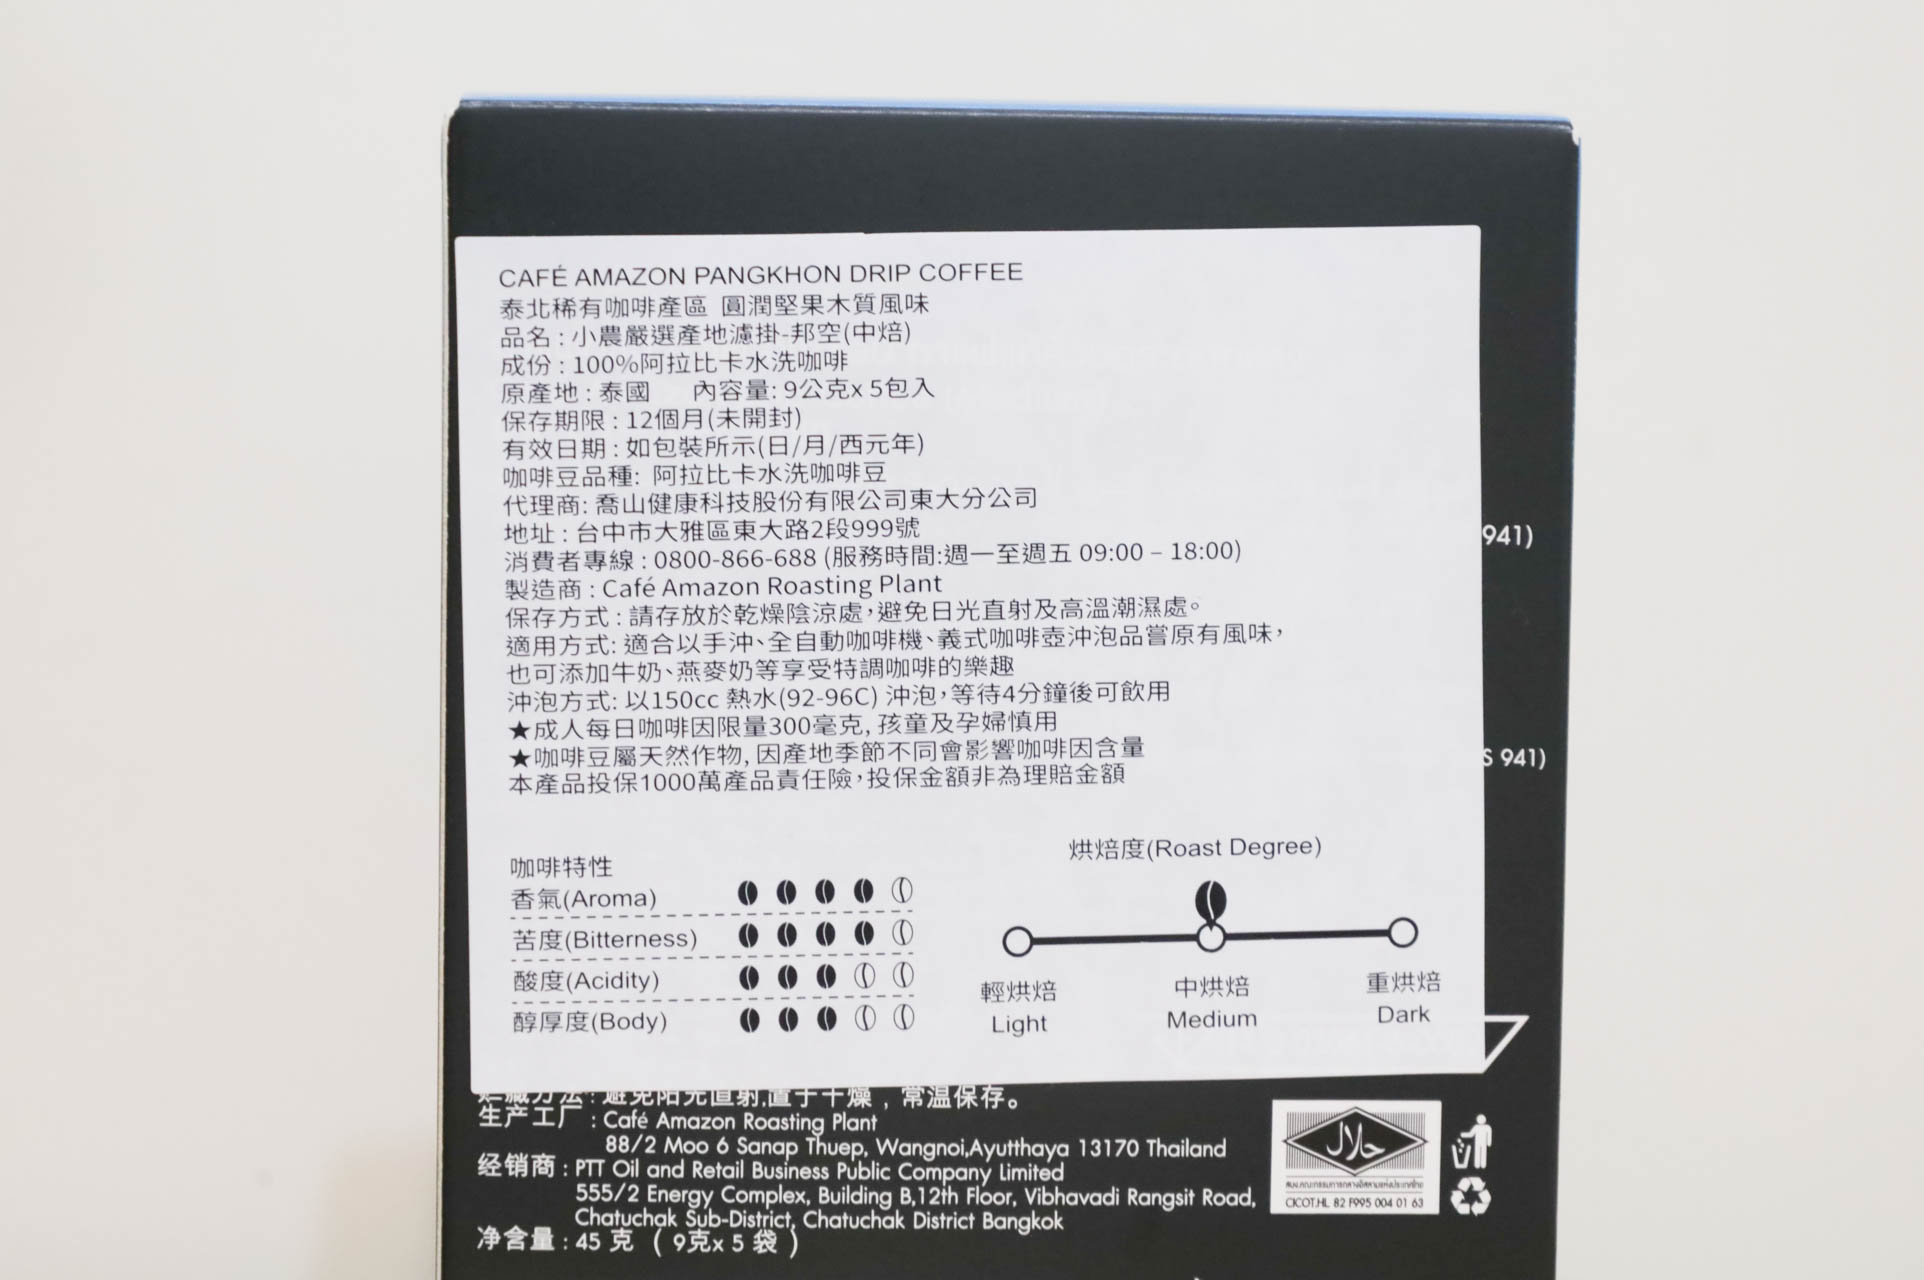 CAFÉ AMAZON PANGKHON DRIP COFFEE
泰北稀有咖啡產區 圓潤堅果木質風味
品名 : 小農嚴選產地濾掛-邦空(中焙)
成份 : 100%阿拉比卡水洗咖啡
原產地 : 泰國 內容量: 9公克x 5包入
保存期限 : 12個月(未開封)
有效日期 : 如包裝所示(日/月/西元年)
咖啡豆品種: 阿拉比卡水洗咖啡豆
代理商: 喬山健康科技股份有限公司東大分公司
地址 : 台中市大雅區東大路2段999號
消費者專線 : 0800-866-688 (服務時間:週一至週五 09:00 – 18:00)
製造商 : Café Amazon Roasting Plant
保存方式 : 請存放於乾燥陰涼處,避免日光直射及高溫潮濕處。
適用方式: 適合以手沖、全自動咖啡機、義式咖啡壺沖泡品嘗原有風味,
也可添加牛奶、燕麥奶等享受特調咖啡的樂趣
沖泡方式: 以150cc 熱水(92-96C) 沖泡,等待4分鐘後可飲用
★成人每日咖啡因限量300毫克, 孩童及孕婦慎用
★咖啡豆屬天然作物, 因產地季節不同會影響咖啡因含量
本產品投保1000萬產品責任險,投保金額非為理賠金額
941)
S 941)
咖啡特性
香氣(Aroma)
苦度(Bitterness)
酸度(Acidity)
醇厚度(Body)
烘焙度(Roast Degree)
輕烘焙 中烘焙 重烘焙
Light Medium Dark
贮藏方法 : 避免阳光直射,置于干燥 , 常温保存。
生产工厂 : Café Amazon Roasting Plant
88/2 Moo 6 Sanap Thuep, Wangnoi,Ayutthaya 13170 Thailand
经销商 : PTT Oil and Retail Business Public Company Limited
555/2 Energy Complex, Building B,12th Floor, Vibhavadi Rangsit Road,
Chatuchak Sub-District, Chatuchak District Bangkok
净含量 : 45 克 ( 9克x 5 袋 )
حلال
CICOT.HL 82 F995 004 01 63